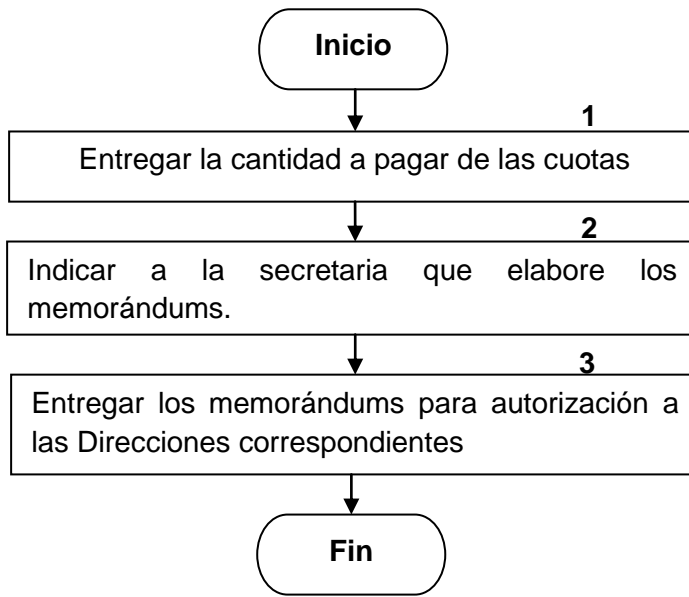 Inicio
1
Entregar la cantidad a pagar de las cuotas
2
Indicar a la secretaria que elabore los
memorándums.
3
Entregar los memorándums para autorización a
las Direcciones correspondientes
Fin